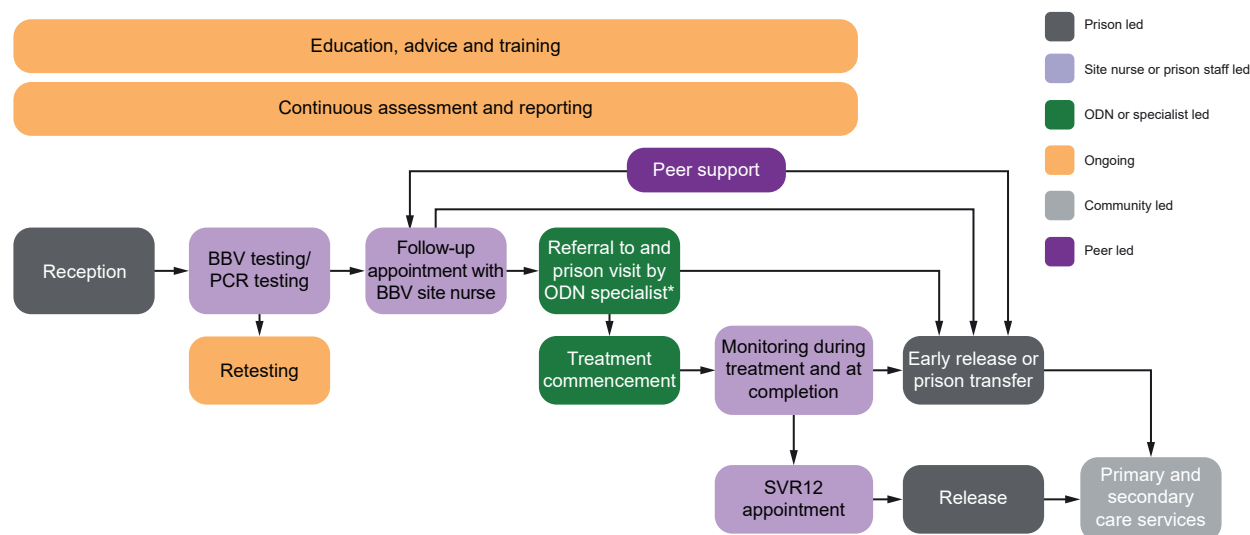 Education, advice and training
Continuous assessment and reporting
Prison led
Site nurse or prison staff led
ODN or specialist led
Ongoing
Community led
Peer led
Peer support
Reception
BBV testing/
PCR testing
Follow-up
appointment with
BBV site nurse
Referral to and
prison visit by
ODN specialist*
Retesting
Treatment
commencement
Monitoring during
treatment and at
completion
Early release or
prison transfer
SVR12
appointment
Release
Primary and
secondary
care services